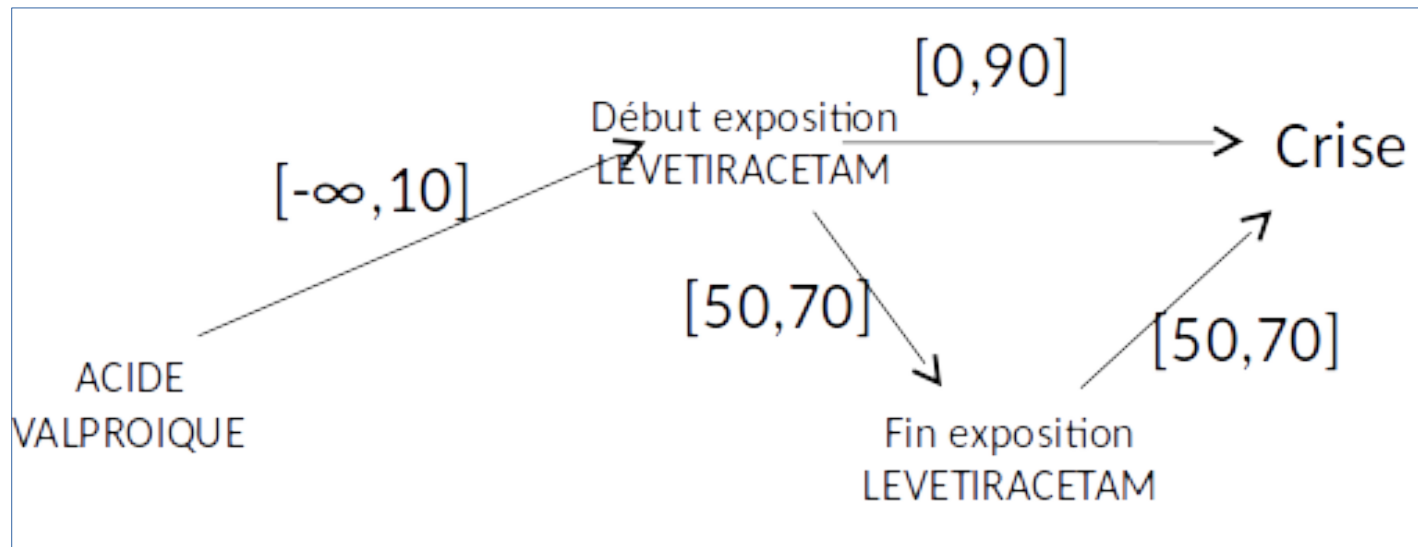 [0,90]
Début exposition
LEVETIRACETAM
Crise
[-∞,10]
[50,70]
[50,70]
ACIDE
VALPROIQUE
Fin exposition
LEVETIRACETAM